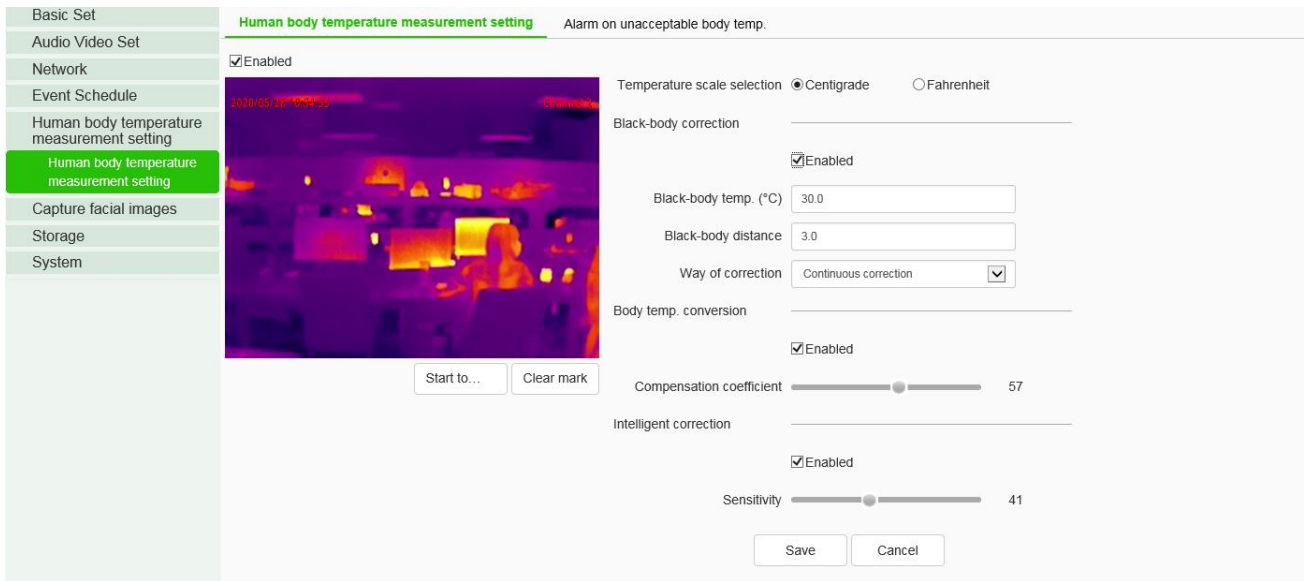 Basic Set
Audio Video Set
Network
Event Schedule
Human body temperature
measurement setting
Human body temperature
measurement setting
Capture facial images
Storage
System
Human body temperature measurement setting
Alarm on unacceptable body temp.
Enabled
Temperature scale selection Centigrade Fahrenheit
Black-body correction
Enabled
Black-body temp. (°C) 30.0
Black-body distance 3.0
Way of correction Continuous correction
Body temp. conversion
Enabled
Start to... Clear mark
Compensation coefficient 57
Intelligent correction
Enabled
Sensitivity 41
Save Cancel